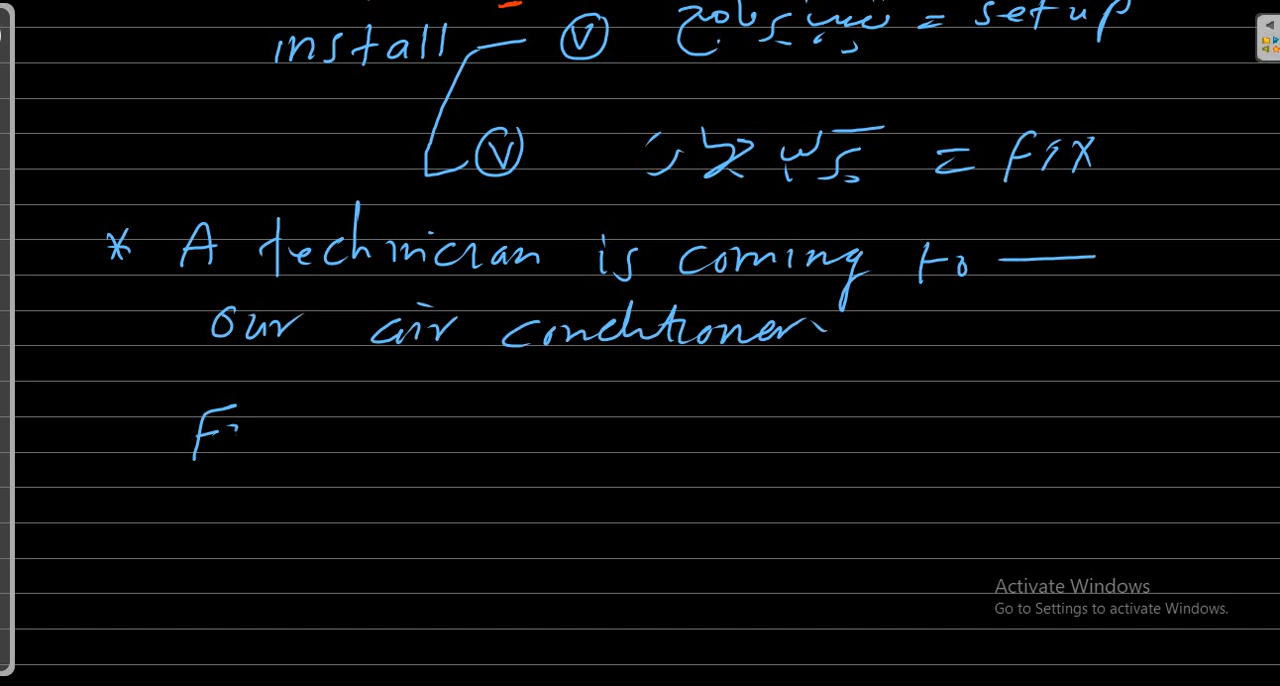 install V = setup
V = fix
* A technician is coming to —
our air conditioner
F
Activate Windows
Go to Settings to activate Windows.